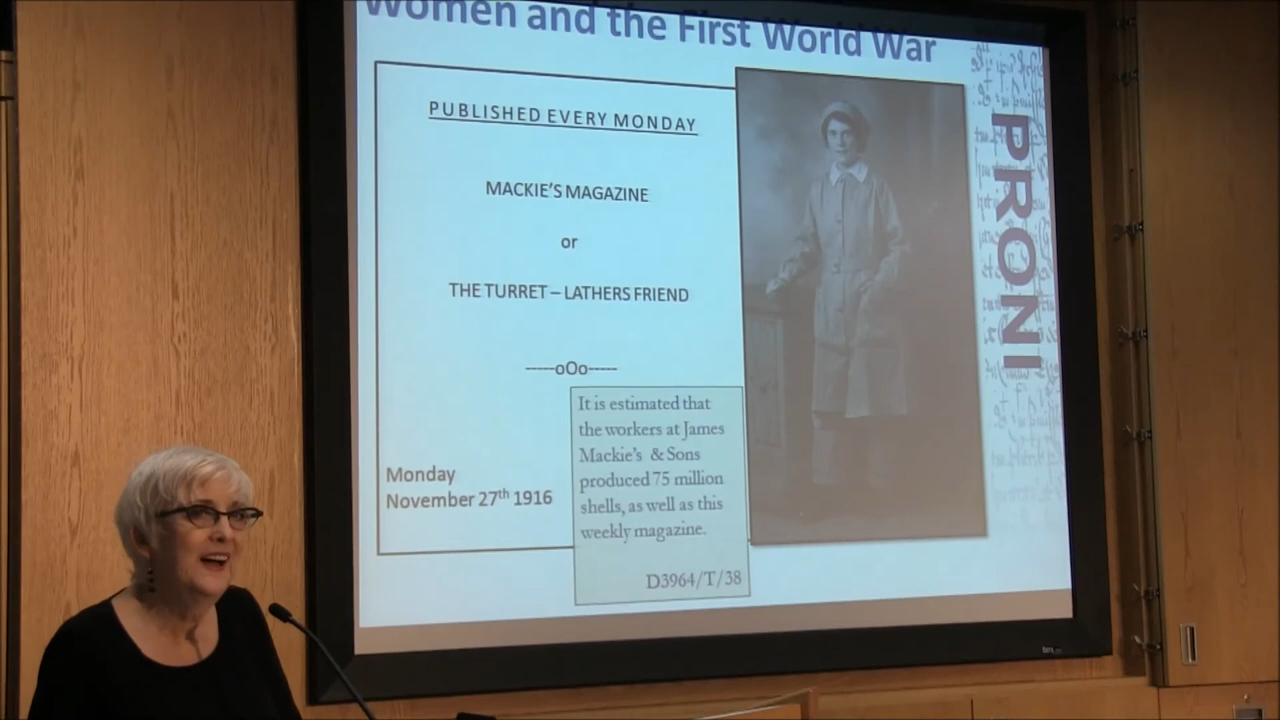 Women and the First World War
PUBLISHED EVERY MONDAY
MACKIE'S MAGAZINE
or
THE TURRET – LATHERS FRIEND
-----oOo-----
Monday
November 27th 1916
It is estimated that
the workers at James
Mackie's & Sons
produced 75 million
shells, as well as this
weekly magazine.
D3964/T/38
PRONI